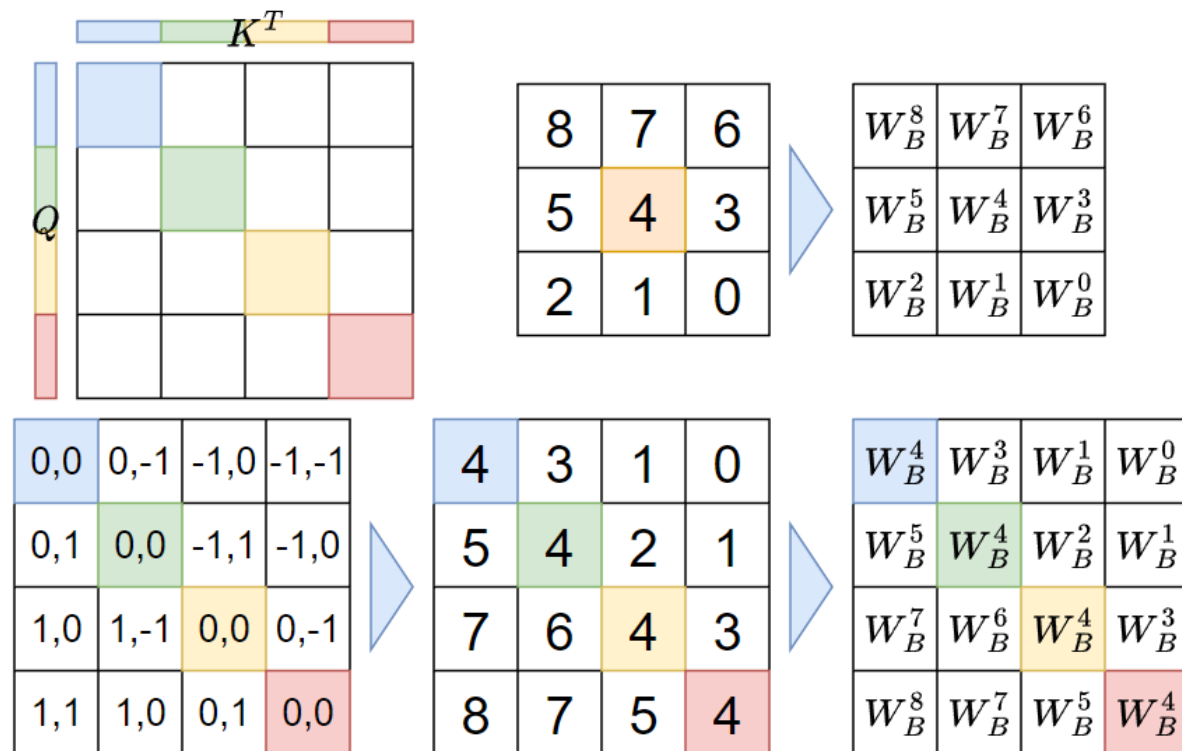 K^T
Q
8 7 6
5 4 3
2 1 0
W_B^8 W_B^7 W_B^6
W_B^5 W_B^4 W_B^3
W_B^2 W_B^1 W_B^0
0,0 0,-1 -1,0 -1,-1
0,1 0,0 -1,1 -1,0
1,0 1,-1 0,0 0,-1
1,1 1,0 0,1 0,0
4 3 1 0
5 4 2 1
7 6 4 3
8 7 5 4
W_B^4 W_B^3 W_B^1 W_B^0
W_B^5 W_B^4 W_B^2 W_B^1
W_B^7 W_B^6 W_B^4 W_B^3
W_B^8 W_B^7 W_B^5 W_B^4